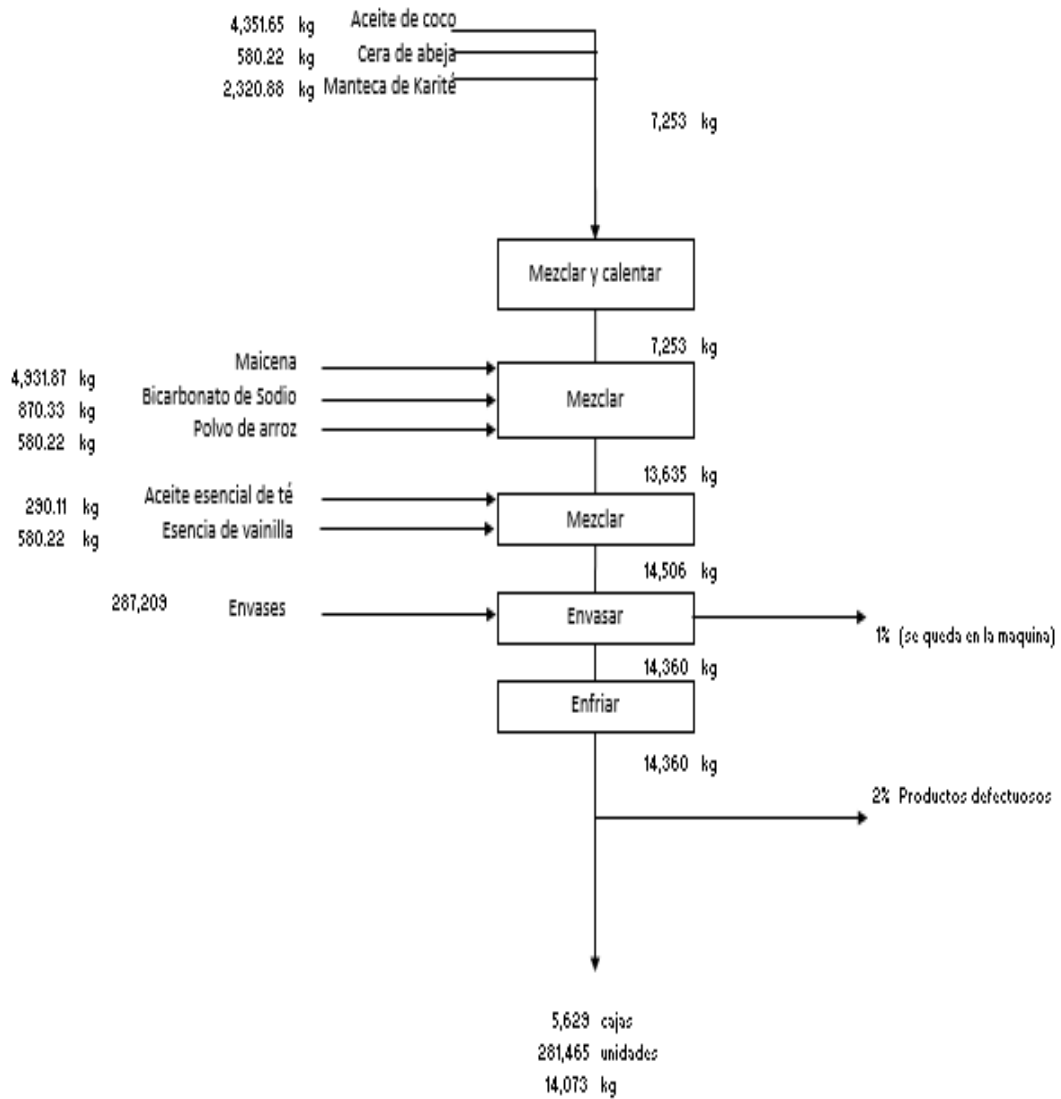 4,351.65 kg Aceite de coco
580.22 kg Cera de abeja
2,320.88 kg Manteca de Karité
7,253 kg
Mezclar y calentar
7,253 kg
Maicena
4,931.87 kg
Bicarbonato de Sodio
870.33 kg
Polvo de arroz
580.22 kg
Mezclar
13,635 kg
Aceite esencial de té
290.11 kg
Esencia de vainilla
580.22 kg
Mezclar
14,506 kg
287,209 Envases
Envasar
1% (se queda en la maquina)
14,360 kg
Enfriar
14,360 kg
2% Productos defectuosos
5,629 cajas
281,465 unidades
14,073 kg